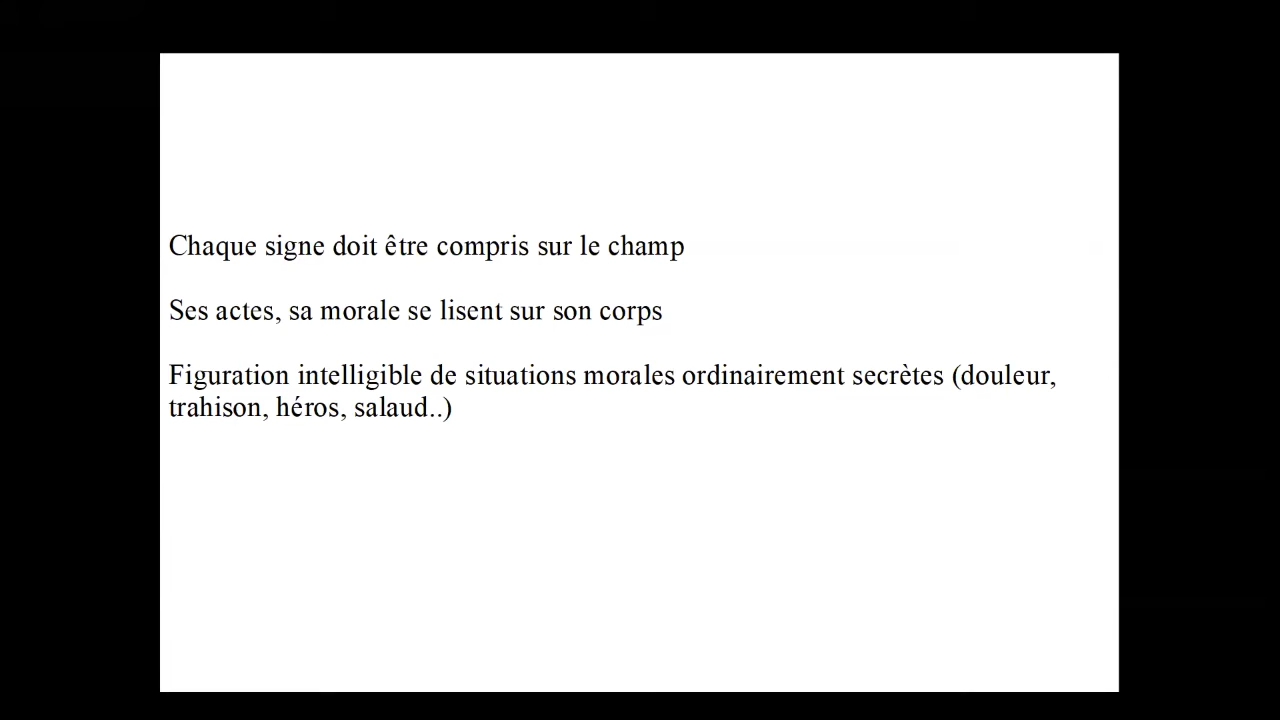 Chaque signe doit être compris sur le champ
Ses actes, sa morale se lisent sur son corps
Figuration intelligible de situations morales ordinairement secrètes (douleur,
trahison, héros, salaud..)